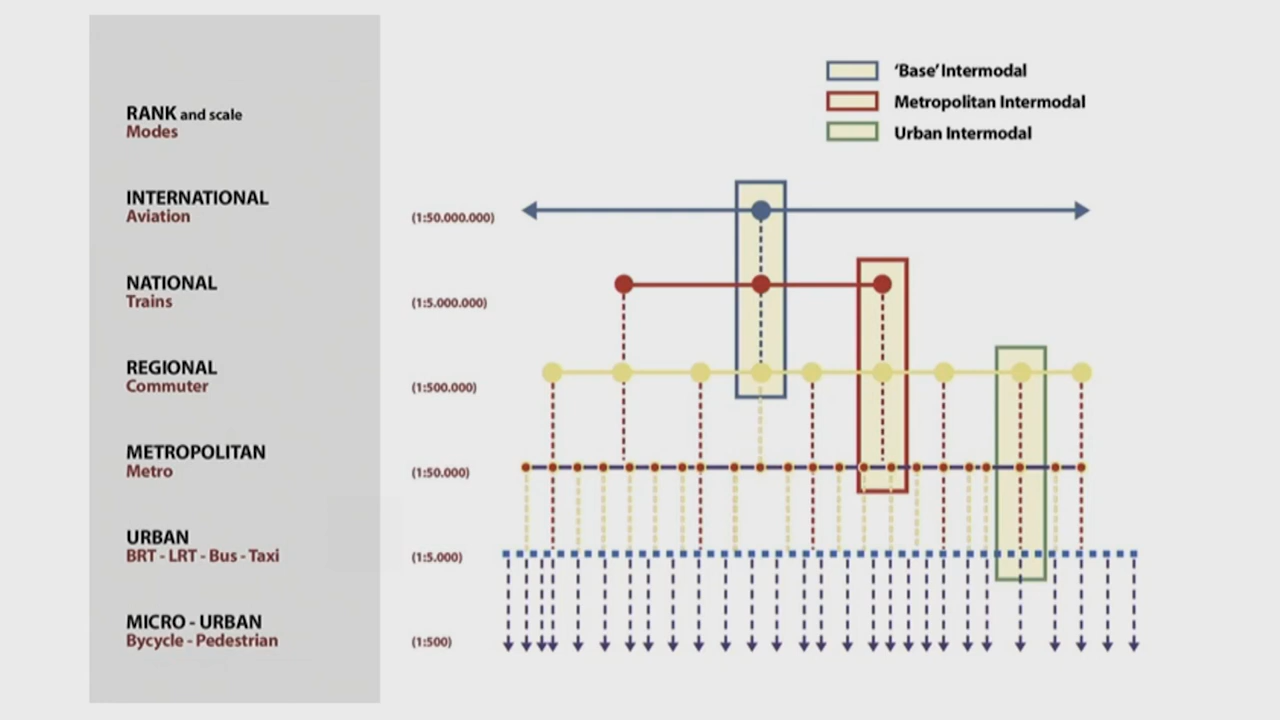 'Base' Intermodal
Metropolitan Intermodal
Urban Intermodal
RANK and scale
Modes
INTERNATIONAL
Aviation
(1:50.000.000)
NATIONAL
Trains
(1:5.000.000)
REGIONAL
Commuter
(1:500.000)
METROPOLITAN
Metro
(1:50.000)
URBAN
BRT - LRT - Bus - Taxi
(1:5.000)
MICRO - URBAN
Bycycle - Pedestrian
(1:500)